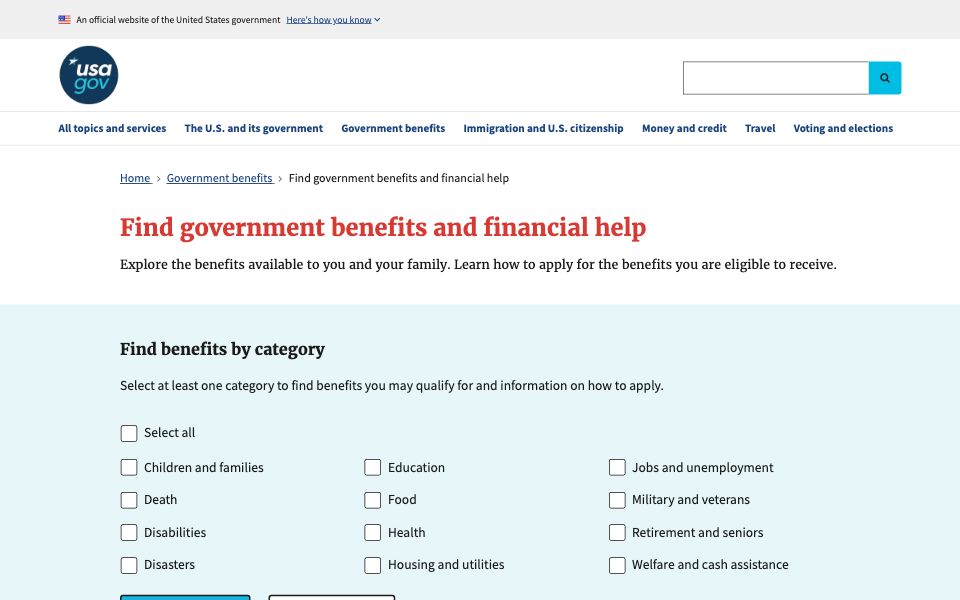 An official website of the United States government Here's how you know
usa
gov
All topics and services The U.S. and its government Government benefits Immigration and U.S. citizenship Money and credit Travel Voting and elections
Home › Government benefits › Find government benefits and financial help
Find government benefits and financial help
Explore the benefits available to you and your family. Learn how to apply for the benefits you are eligible to receive.
Find benefits by category
Select at least one category to find benefits you may qualify for and information on how to apply.
Select all
Children and families Education Jobs and unemployment
Death Food Military and veterans
Disabilities Health Retirement and seniors
Disasters Housing and utilities Welfare and cash assistance